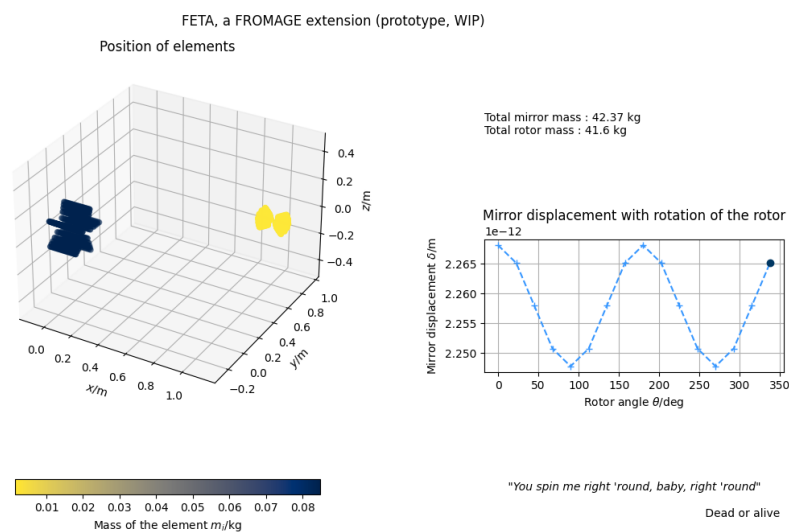 FETA, a FROMAGE extension (prototype, WIP)
Position of elements
0.4
0.2
0.0
−0.2
−0.4
z/m
1.0
0.8
0.6
0.4
0.2
0.0
−0.2
y/m
0.0
0.2
0.4
0.6
0.8
1.0
x/m
0.01
0.02
0.03
0.04
0.05
0.06
0.07
0.08
Mass of the element mᵢ/kg
Total mirror mass : 42.37 kg
Total rotor mass : 41.6 kg
Mirror displacement with rotation of the rotor
1e−12
2.265
2.260
2.255
2.250
Mirror displacement δ/m
0
50
100
150
200
250
300
350
Rotor angle θ/deg
"You spin me right 'round, baby, right 'round"
Dead or alive